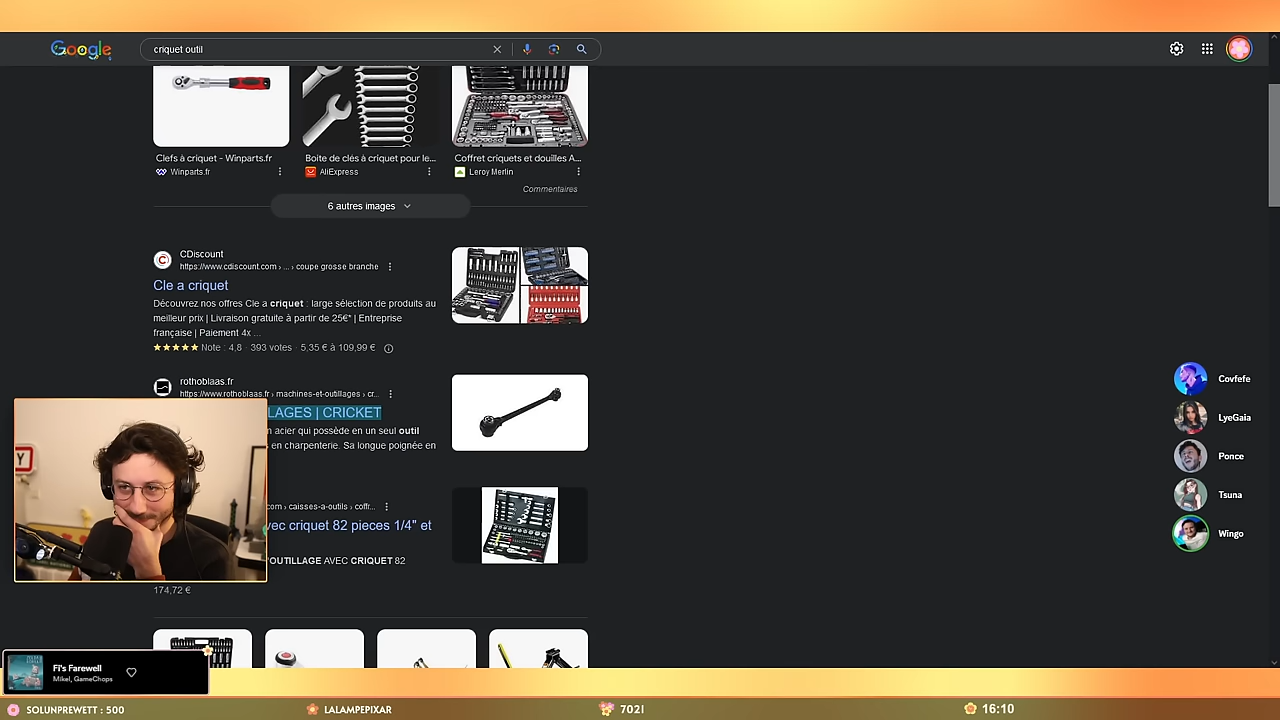 Google
criquet outil
Clefs à criquet - Winparts.fr
Winparts.fr
Boite de clés à criquet pour le...
AliExpress
Coffret criquets et douilles A...
Leroy Merlin
Commentaires
6 autres images
CDiscount
https://www.cdiscount.com › ... › coupe grosse branche
Cle a criquet
Découvrez nos offres Cle a criquet : large sélection de produits au
meilleur prix | Livraison gratuite à partir de 25€* | Entreprise
française | Paiement 4x ...
Note : 4,8 · 393 votes · 5,35 € à 109,99 €
rothoblaas.fr
https://www.rothoblaas.fr › machines-et-outillages › cr...
LAGES | CRICKET
n acier qui possède en un seul outil
en charpenterie. Sa longue poignée en
com › caisses-a-outils › coffr...
vec criquet 82 pieces 1/4" et
OUTILLAGE AVEC CRIQUET 82
174,72 €
Y
Covfefe
LyeGaia
Ponce
Tsuna
Wingo
Fi's Farewell
Mikel, GameChops
SOLUNPREWETT : 500
LALAMPEPIXAR
702!
16:10